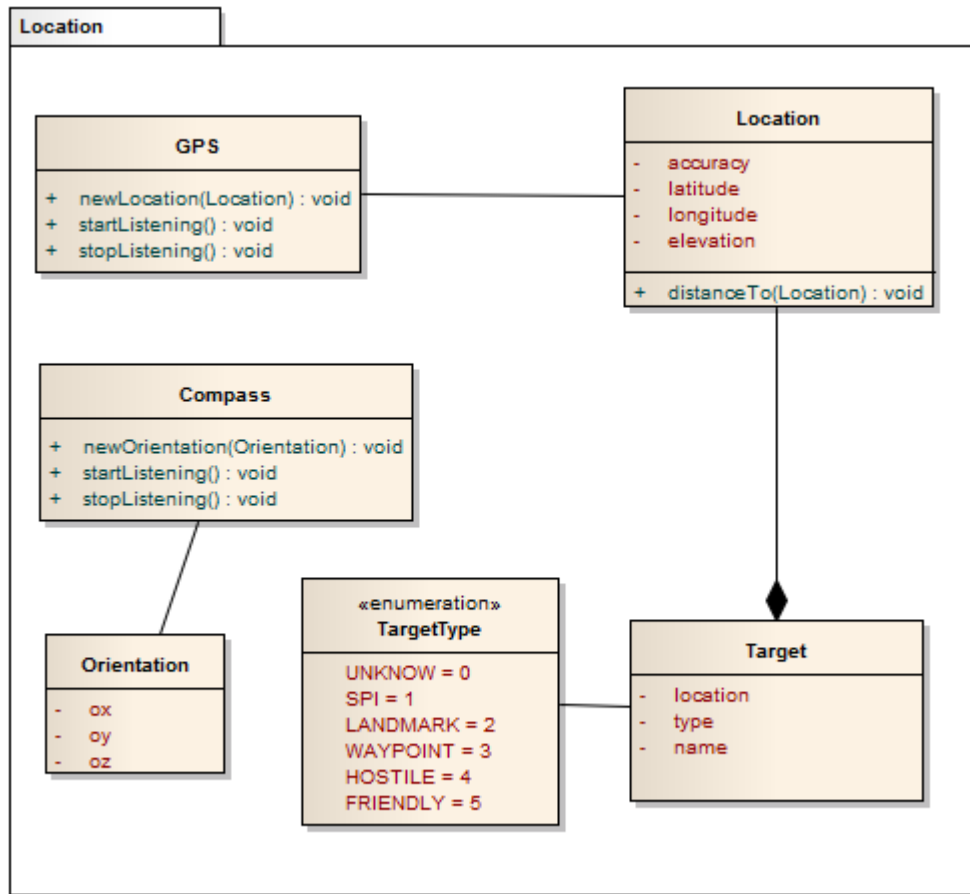 Location
GPS
+ newLocation(Location) : void
+ startListening() : void
+ stopListening() : void
Location
- accuracy
- latitude
- longitude
- elevation
+ distanceTo(Location) : void
Compass
+ newOrientation(Orientation) : void
+ startListening() : void
+ stopListening() : void
Orientation
- ox
- oy
- oz
«enumeration»
TargetType
UNKNOW = 0
SPI = 1
LANDMARK = 2
WAYPOINT = 3
HOSTILE = 4
FRIENDLY = 5
Target
- location
- type
- name